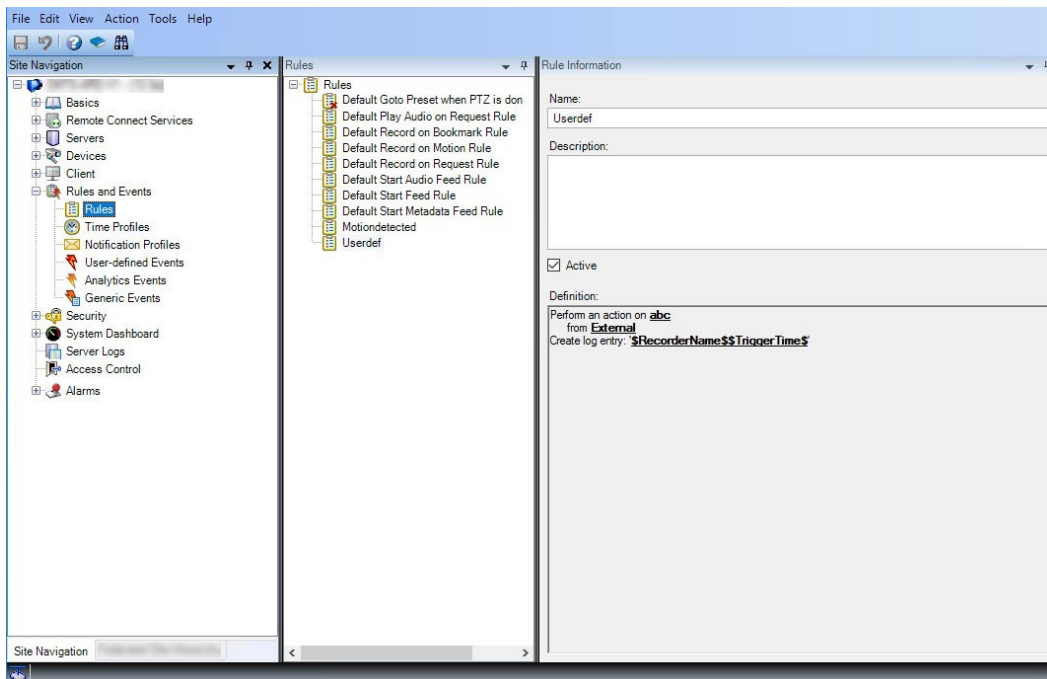 File Edit View Action Tools Help
Site Navigation
Basics
Remote Connect Services
Servers
Devices
Client
Rules and Events
Rules
Time Profiles
Notification Profiles
User-defined Events
Analytics Events
Generic Events
Security
System Dashboard
Server Logs
Access Control
Alarms
Site Navigation
Rules
Rules
Default Goto Preset when PTZ is don
Default Play Audio on Request Rule
Default Record on Bookmark Rule
Default Record on Motion Rule
Default Record on Request Rule
Default Start Audio Feed Rule
Default Start Feed Rule
Default Start Metadata Feed Rule
Motiondetected
Userdef
Rule Information
Name:
Userdef
Description:
Active
Definition:
Perform an action on abc
from External
Create log entry: '$RecorderName$$TriggerTime$'